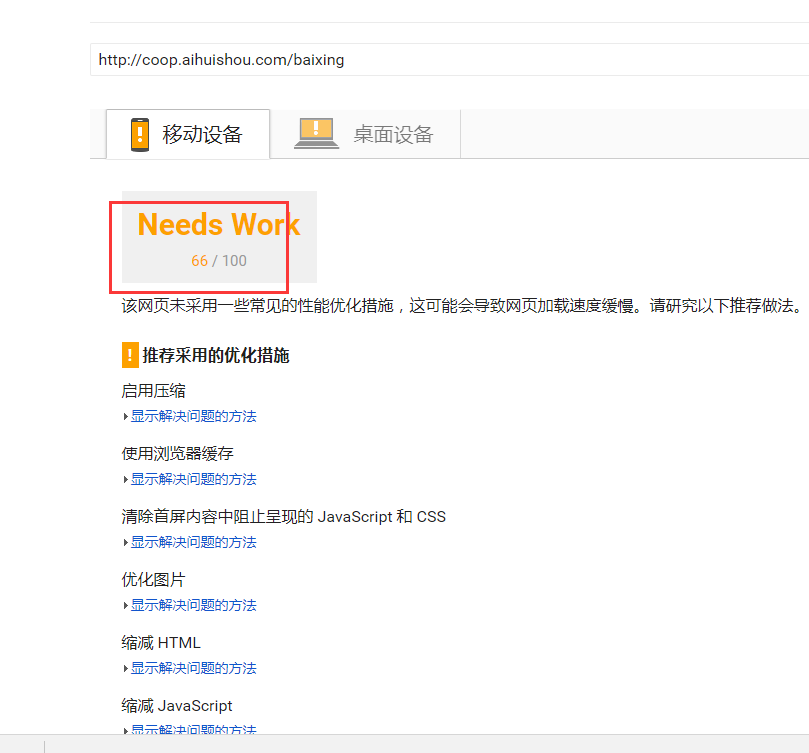 http://coop.aihuishou.com/baixing
移动设备
桌面设备
Needs Work
66 / 100
该网页未采用一些常见的性能优化措施，这可能会导致网页加载速度缓慢。请研究以下推荐做法。
! 推荐采用的优化措施
启用压缩
显示解决问题的方法
使用浏览器缓存
显示解决问题的方法
清除首屏内容中阻止呈现的 JavaScript 和 CSS
显示解决问题的方法
优化图片
显示解决问题的方法
缩减 HTML
显示解决问题的方法
缩减 JavaScript
显示解决问题的方法